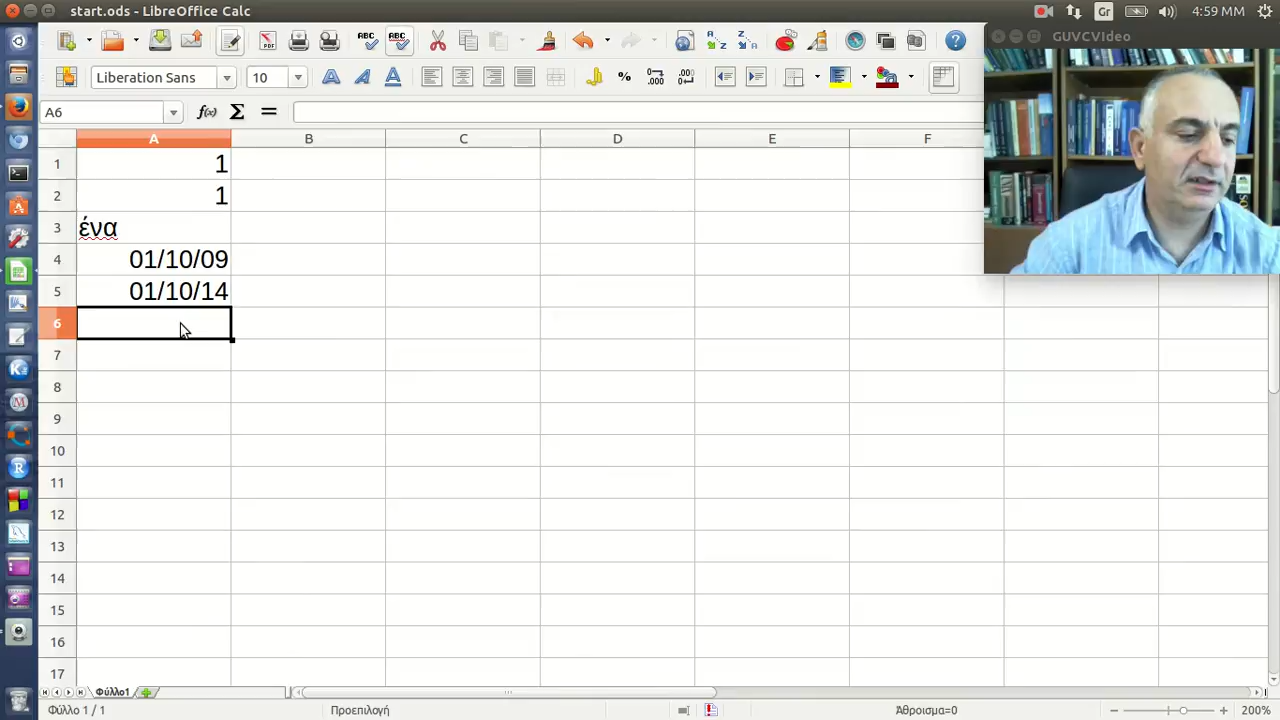 start.ods - LibreOffice Calc
Gr
4:59 MM
GUVCVIdeo
Liberation Sans
10
A6
A
B
C
D
E
F
1
1
2
1
3
ένα
4
01/10/09
5
01/10/14
6
7
8
9
10
11
12
13
14
15
16
17
Φύλλο1
Φύλλο 1 / 1
Προεπιλογή
Άθροισμα=0
200%